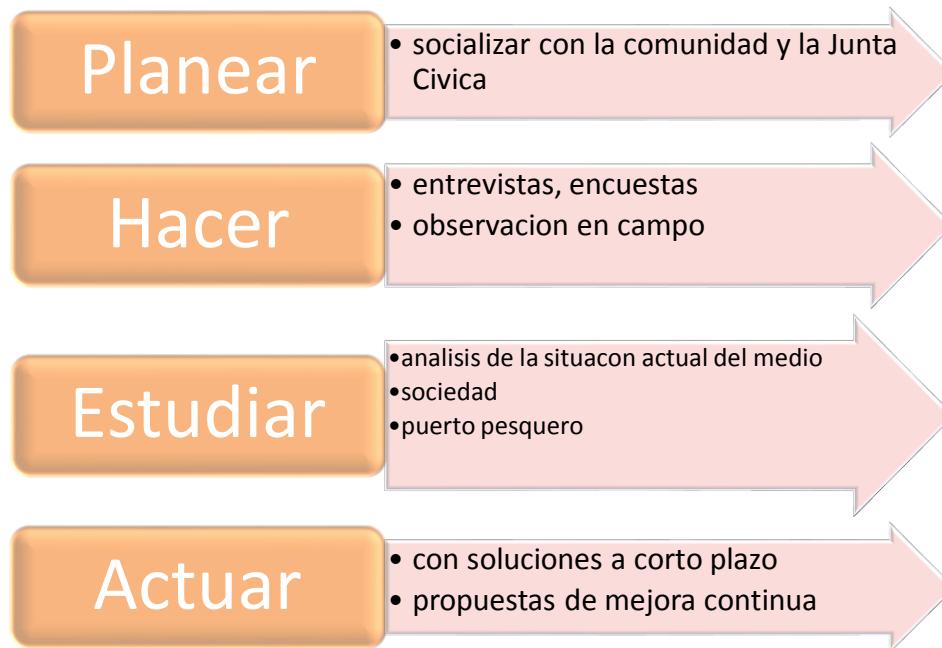 Planear
• socializar con la comunidad y la Junta
Civica
Hacer
• entrevistas, encuestas
• observacion en campo
Estudiar
•analisis de la situacon actual del medio
•sociedad
•puerto pesquero
Actuar
• con soluciones a corto plazo
• propuestas de mejora continua